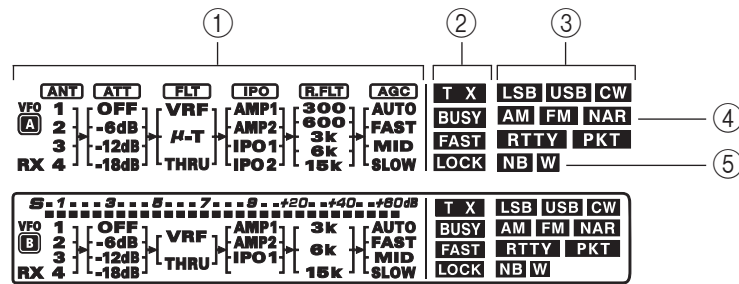 ① ② ③
ANT ATT FLT IPO R.FLT AGC T X LSB USB CW
VFO 1 OFF VRF AMP1 300 AUTO BUSY AM FM NAR ④
A 2 -6dB μ-T AMP2 600 FAST FAST RTTY PKT
3 -12dB IPO1 3k MID LOCK NB W ⑤
RX 4 -18dB THRU IPO2 6k SLOW
15k
S 1 3 5 7 9 +20 +40 +60dB T X LSB USB CW
VFO 1 OFF VRF AMP1 3k AUTO BUSY AM FM NAR
B 2 -6dB AMP2 6k FAST FAST RTTY PKT
3 -12dB THRU IPO1 MID LOCK NB W
RX 4 -18dB 15k SLOW